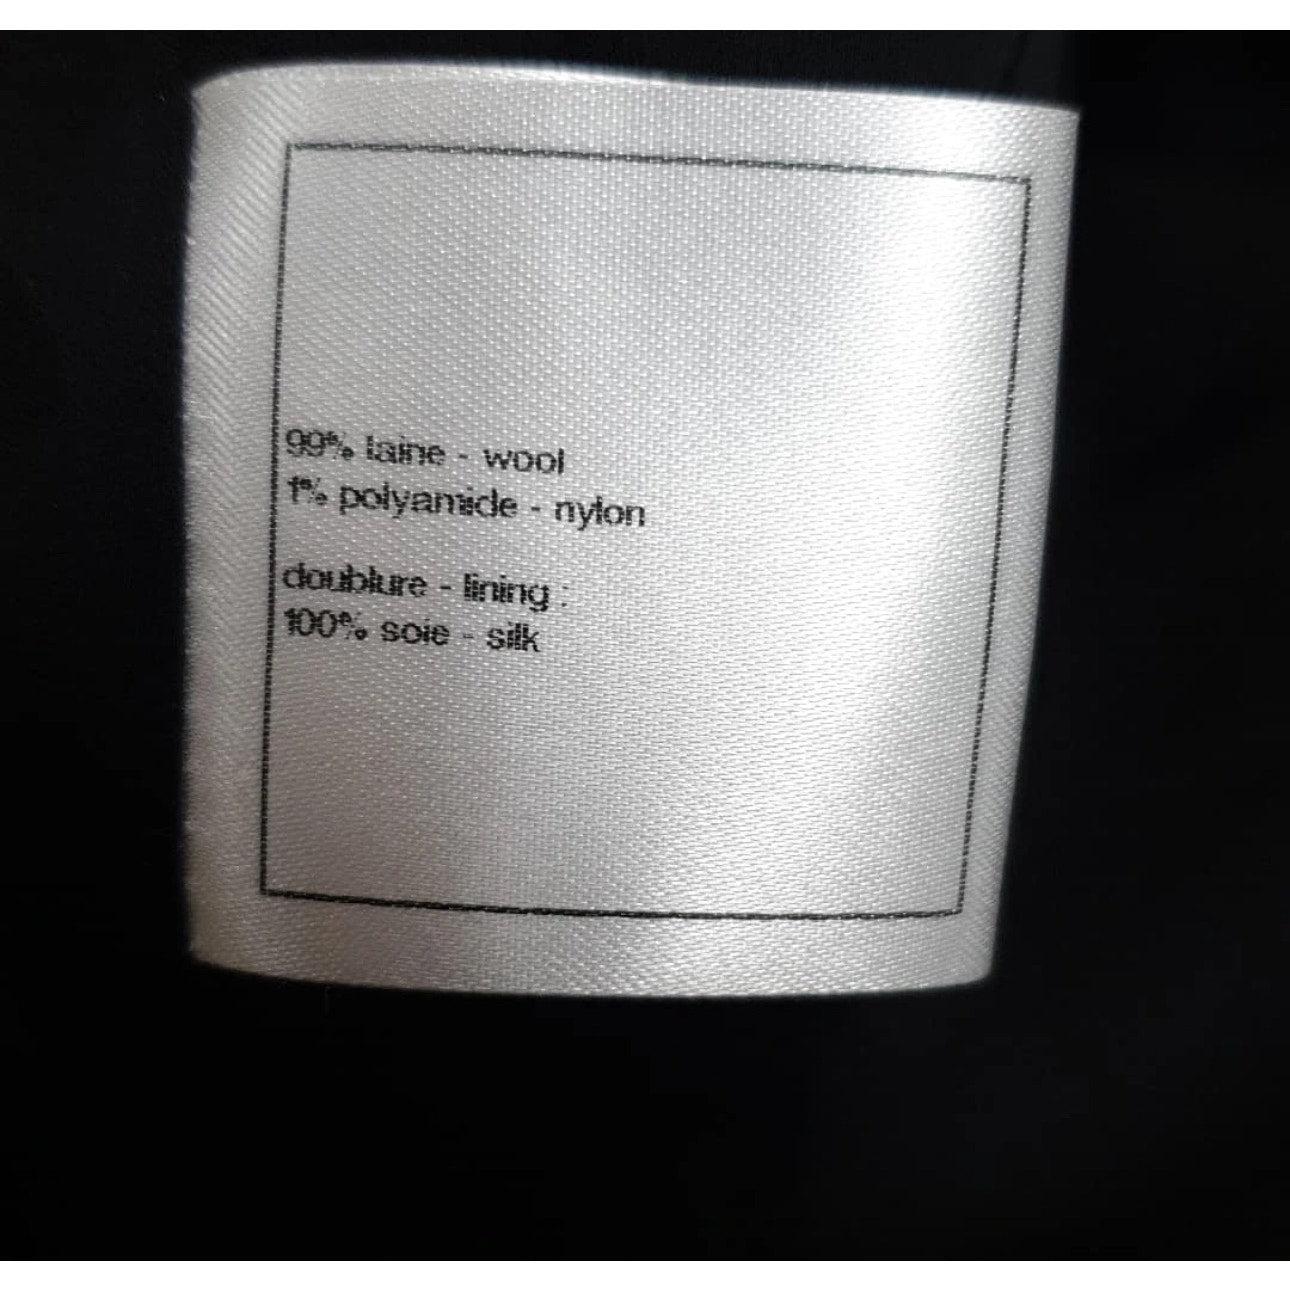 99% laine - wool
1% polyamide - nylon
doublure - lining :
100% soie - silk